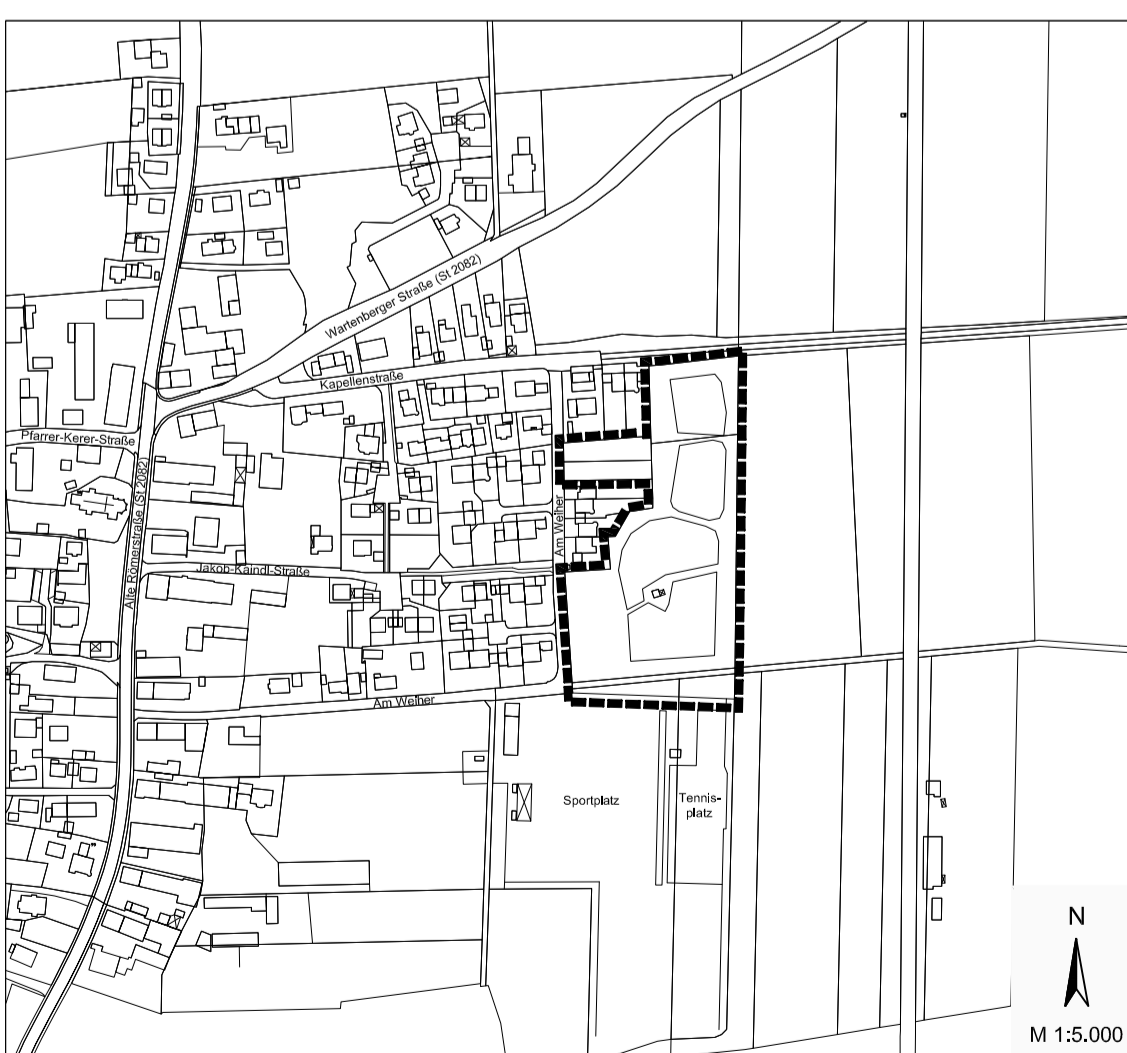 Wartenberger Straße (St 2082)
Kapellenstraße
Pfarrer-Kerer-Straße
Alte Römerstraße (St 2082)
Am Weiher
Jakob-Kaindl-Straße
Am Weiher
Sportplatz
Tennis-
platz
N
M 1:5.000